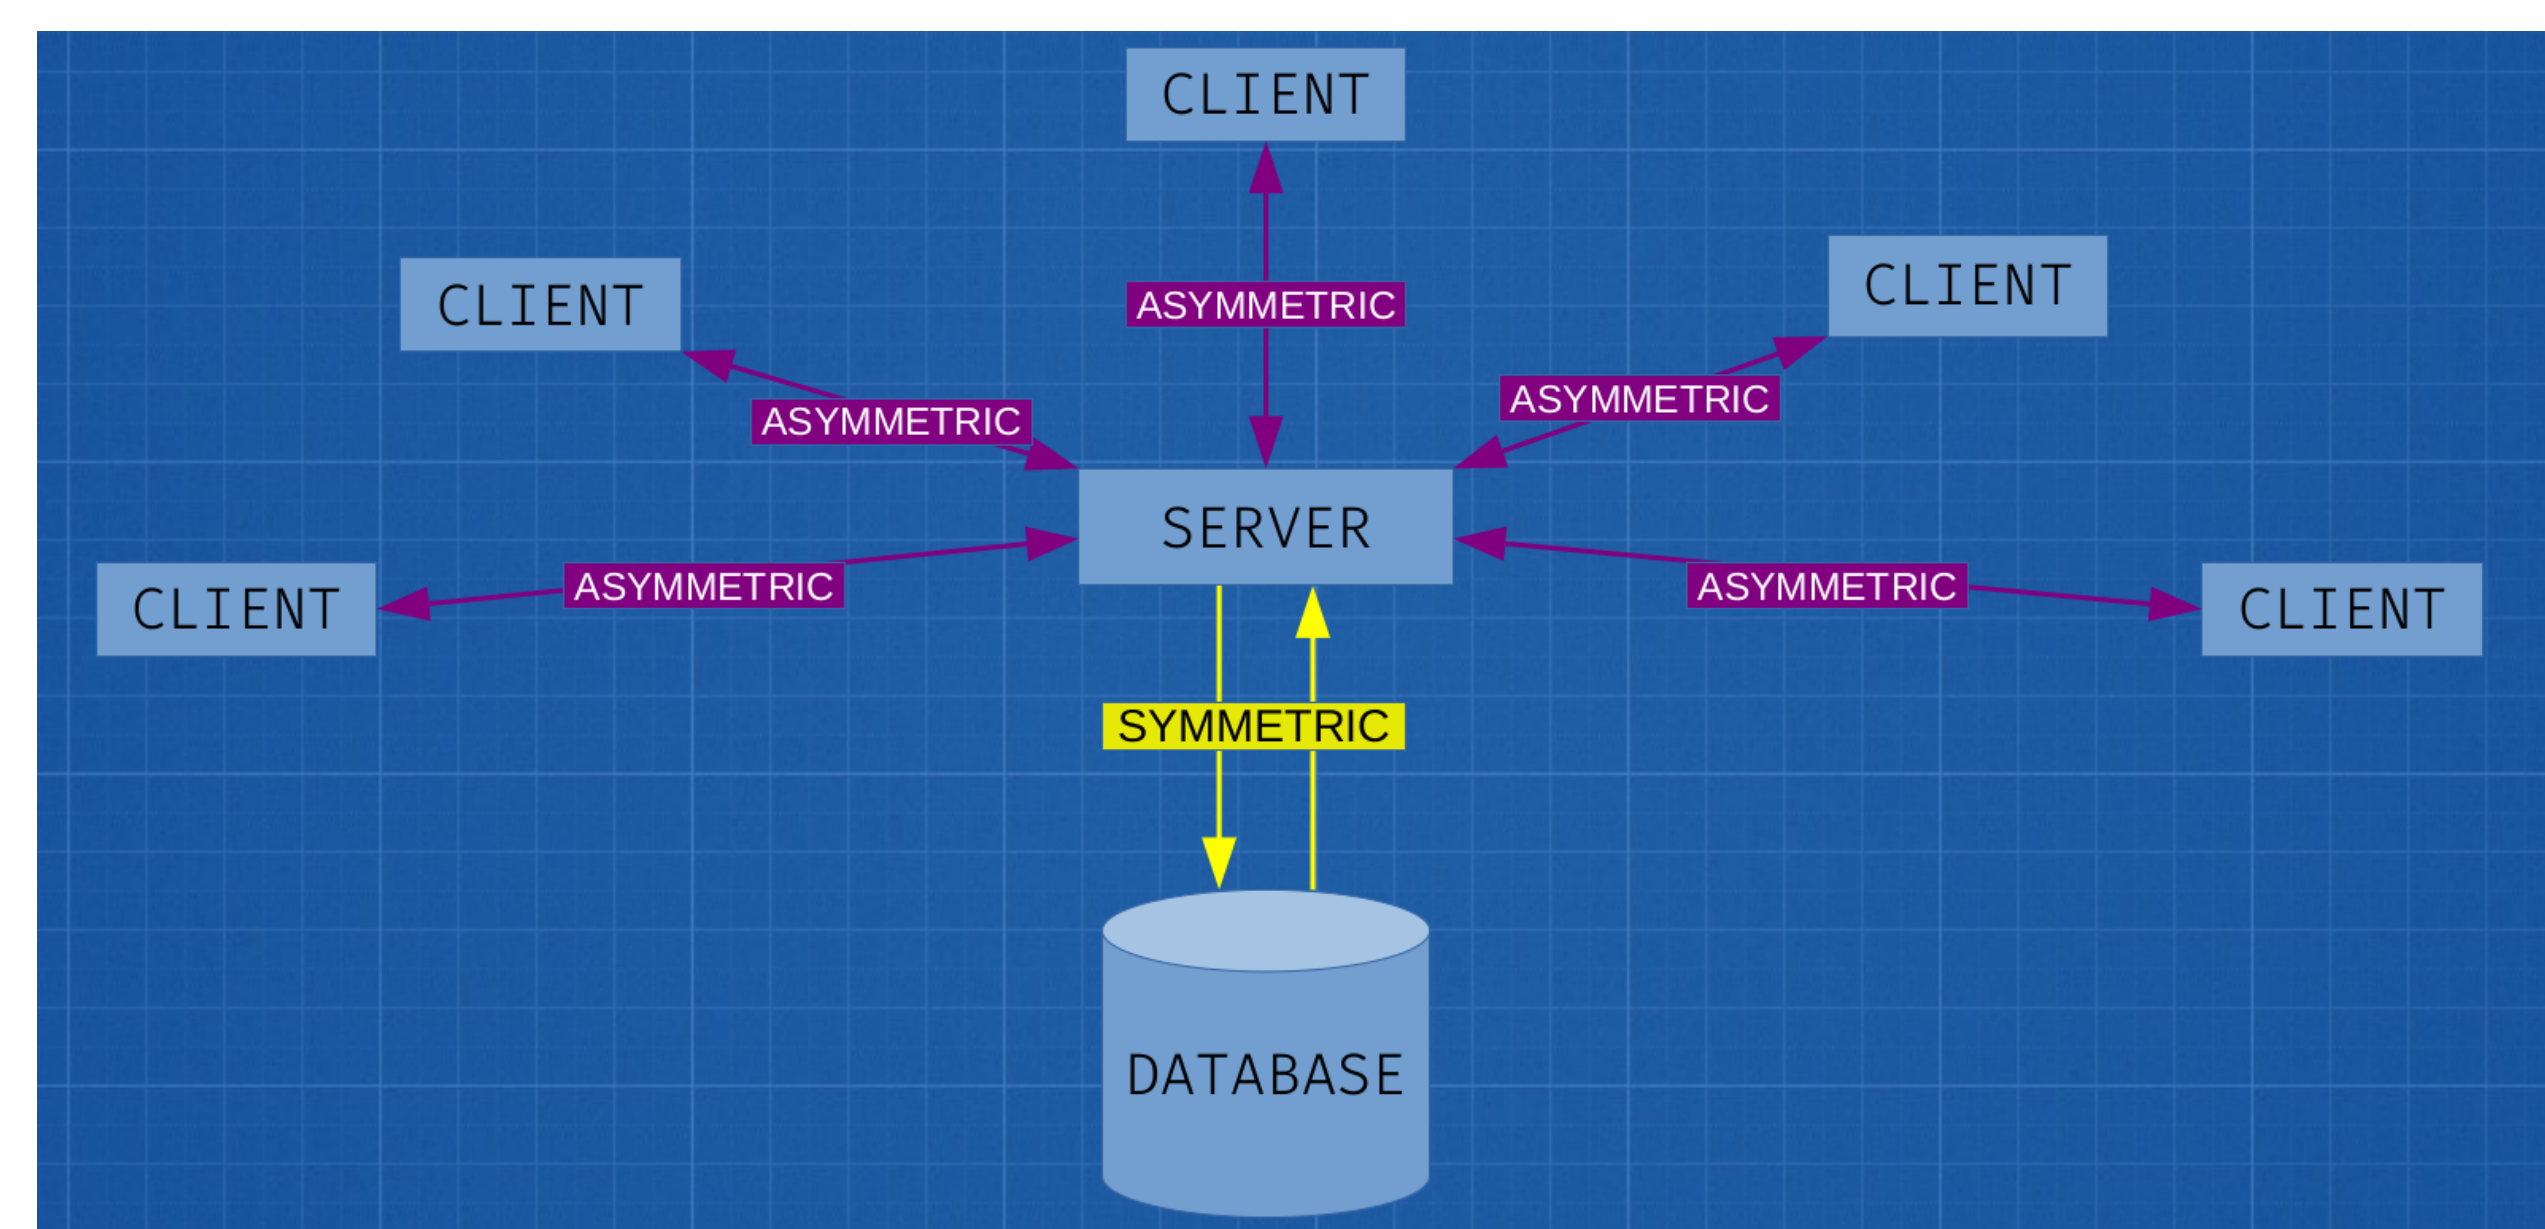 CLIENT
CLIENT
CLIENT
ASYMMETRIC
ASYMMETRIC
ASYMMETRIC
SERVER
CLIENT
ASYMMETRIC
ASYMMETRIC
CLIENT
SYMMETRIC
DATABASE